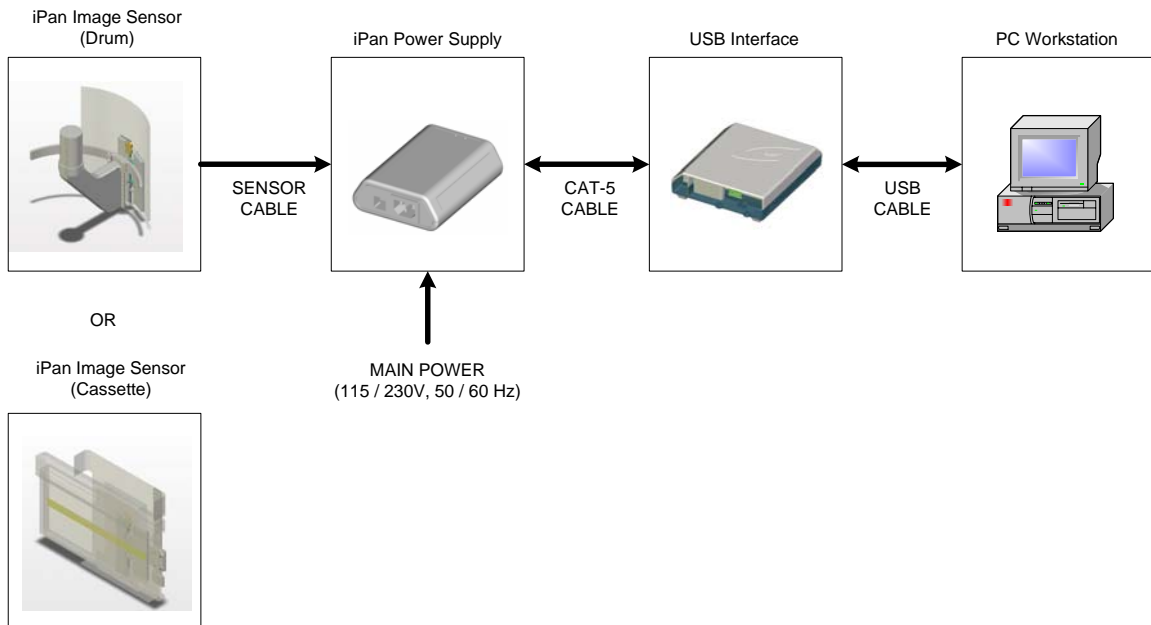 iPan Image Sensor
(Drum)
iPan Power Supply
USB Interface
PC Workstation
SENSOR
CABLE
CAT-5
CABLE
USB
CABLE
OR
MAIN POWER
(115 / 230V, 50 / 60 Hz)
iPan Image Sensor
(Cassette)